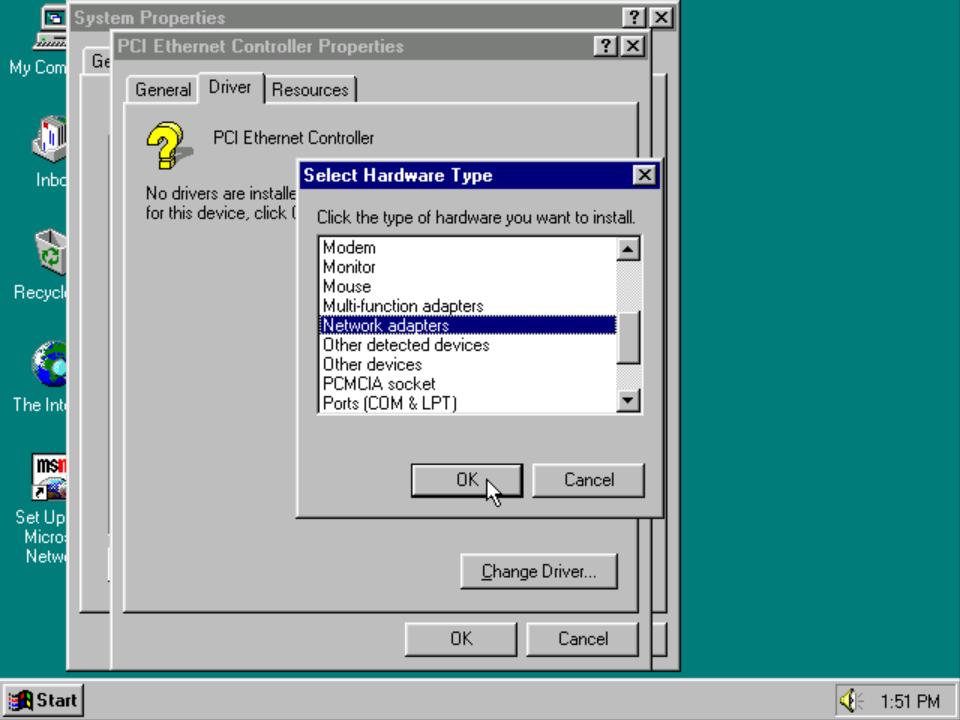 System Properties
PCI Ethernet Controller Properties
General
Driver
Resources
PCI Ethernet Controller
No drivers are installe
for this device, click
Select Hardware Type
Click the type of hardware you want to install.
Modem
Monitor
Mouse
Multi-function adapters
Network adapters
Other detected devices
Other devices
PCMCIA socket
Ports (COM & LPT)
OK
Cancel
Change Driver...
OK
Cancel
My Com
Inbo
Recycl
The Int
msn
Set Up
Micros
Netwo
Start
1:51 PM